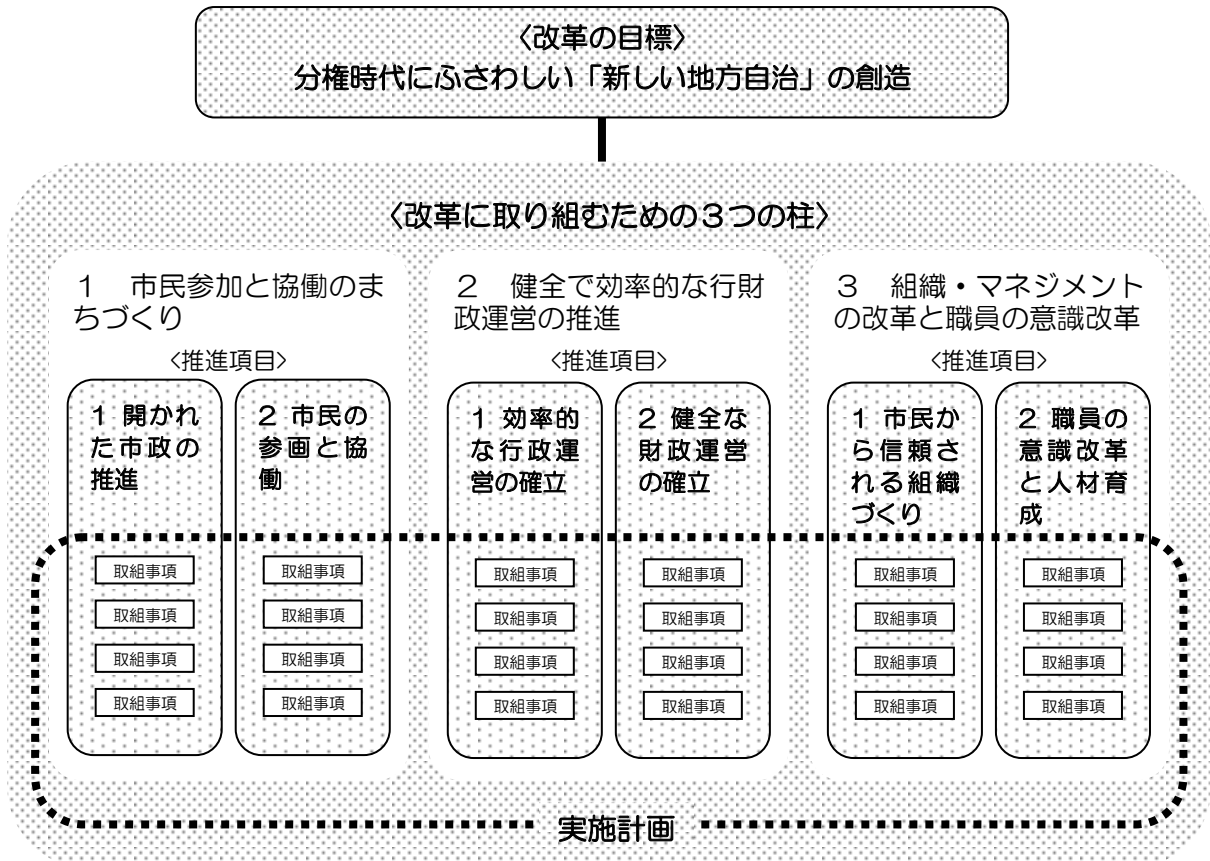 〈改革の目標〉
分権時代にふさわしい「新しい地方自治」の創造
〈改革に取り組むための３つの柱〉
１　市民参加と協働のま
ちづくり
〈推進項目〉
１ 開かれ
た市政の
推進
取組事項
取組事項
取組事項
取組事項
２ 市民の
参画と協
働
取組事項
取組事項
取組事項
取組事項
２　健全で効率的な行財
政運営の推進
〈推進項目〉
１ 効率的
な行政運
営の確立
取組事項
取組事項
取組事項
取組事項
２ 健全な
財政運営
の確立
取組事項
取組事項
取組事項
取組事項
３　組織・マネジメント
の改革と職員の意識改革
〈推進項目〉
１ 市民か
ら信頼さ
れる組織
づくり
取組事項
取組事項
取組事項
取組事項
２ 職員の
意識改革
と人材育
成
取組事項
取組事項
取組事項
取組事項
実施計画